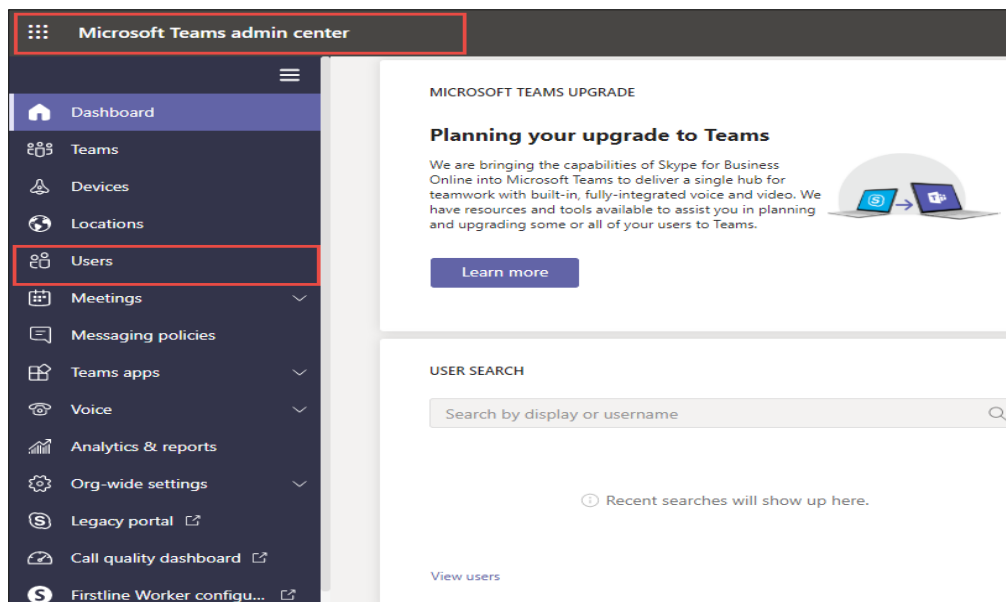 Microsoft Teams admin center
Dashboard
Teams
Devices
Locations
Users
Meetings
Messaging policies
Teams apps
Voice
Analytics & reports
Org-wide settings
Legacy portal
Call quality dashboard
Firstline Worker configu...
MICROSOFT TEAMS UPGRADE
Planning your upgrade to Teams
We are bringing the capabilities of Skype for Business
Online into Microsoft Teams to deliver a single hub for
teamwork with built-in, fully-integrated voice and video. We
have resources and tools available to assist you in planning
and upgrading some or all of your users to Teams.
Learn more
USER SEARCH
Search by display or username
Recent searches will show up here.
View users